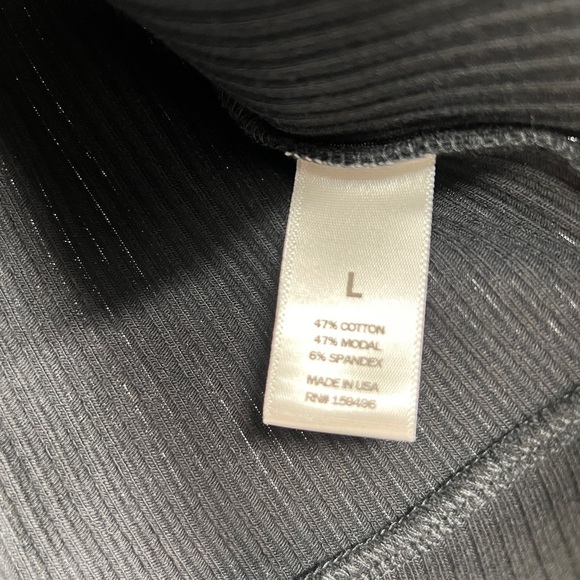 L
47% COTTON
47% MODAL
6% SPANDEX
MADE IN USA
RN# 159496